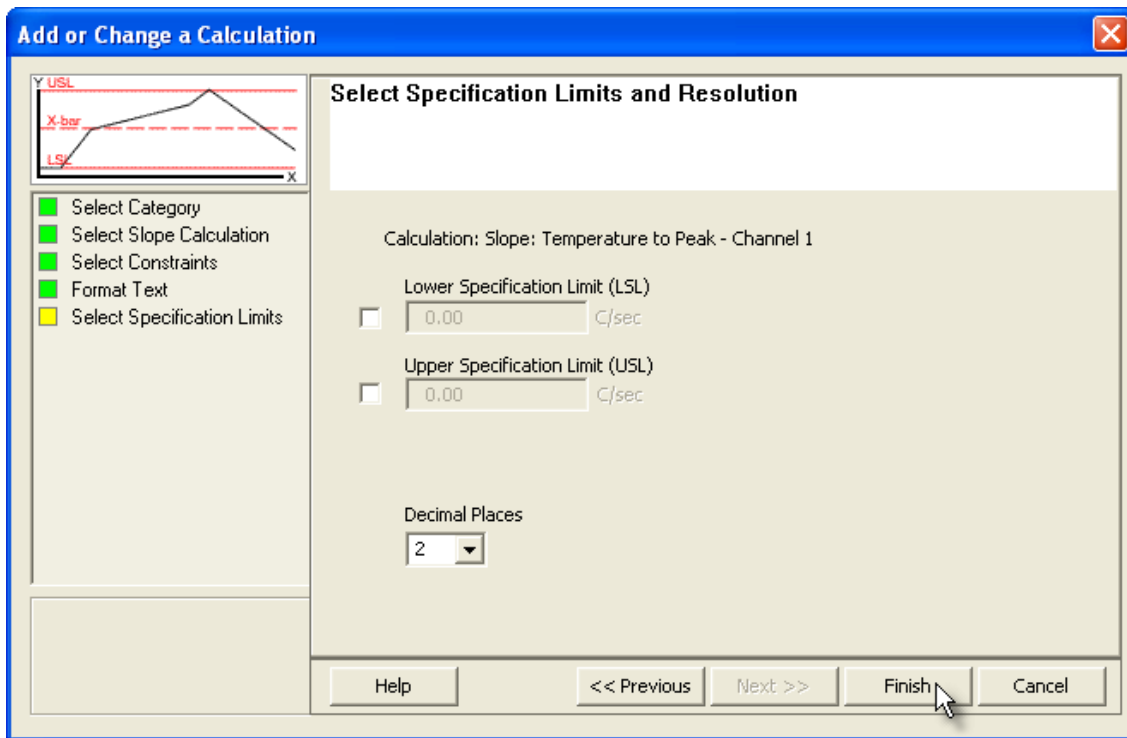 Add or Change a Calculation
Y USL
X-bar
LSL
X
Select Category
Select Slope Calculation
Select Constraints
Format Text
Select Specification Limits
Select Specification Limits and Resolution
Calculation: Slope: Temperature to Peak - Channel 1
Lower Specification Limit (LSL)
0.00 C/sec
Upper Specification Limit (USL)
0.00 C/sec
Decimal Places
2
Help << Previous Next >> Finish Cancel